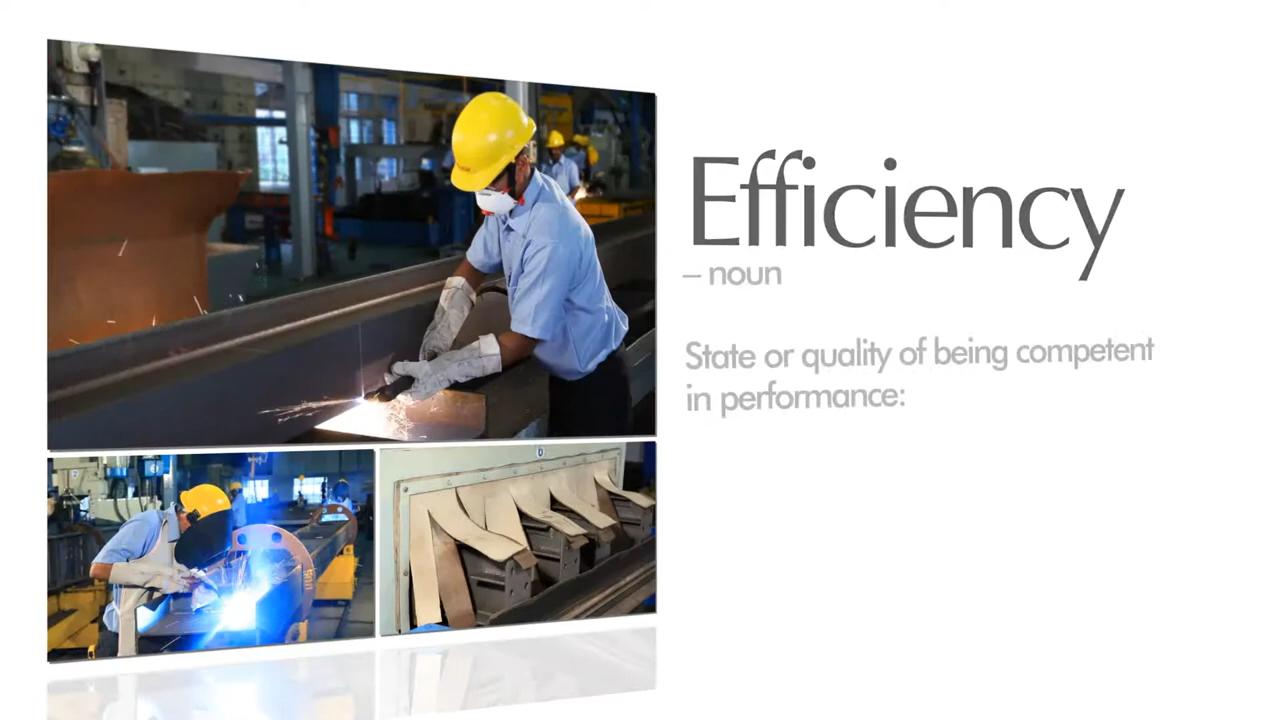 Efficiency
– noun
State or quality of being competent
in performance: